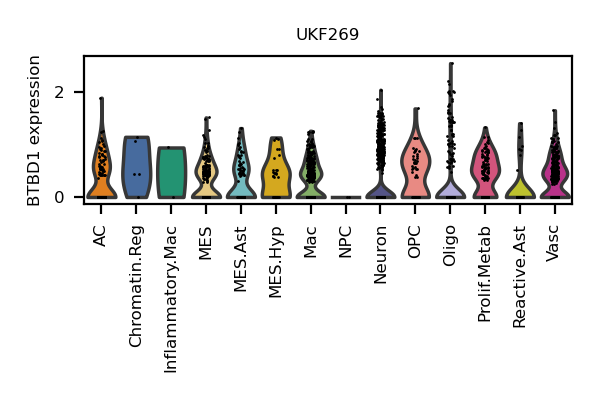 UKF269
BTBD1 expression
2
0
AC
Chromatin.Reg
Inflammatory.Mac
MES
MES.Ast
MES.Hyp
Mac
NPC
Neuron
OPC
Oligo
Prolif.Metab
Reactive.Ast
Vasc